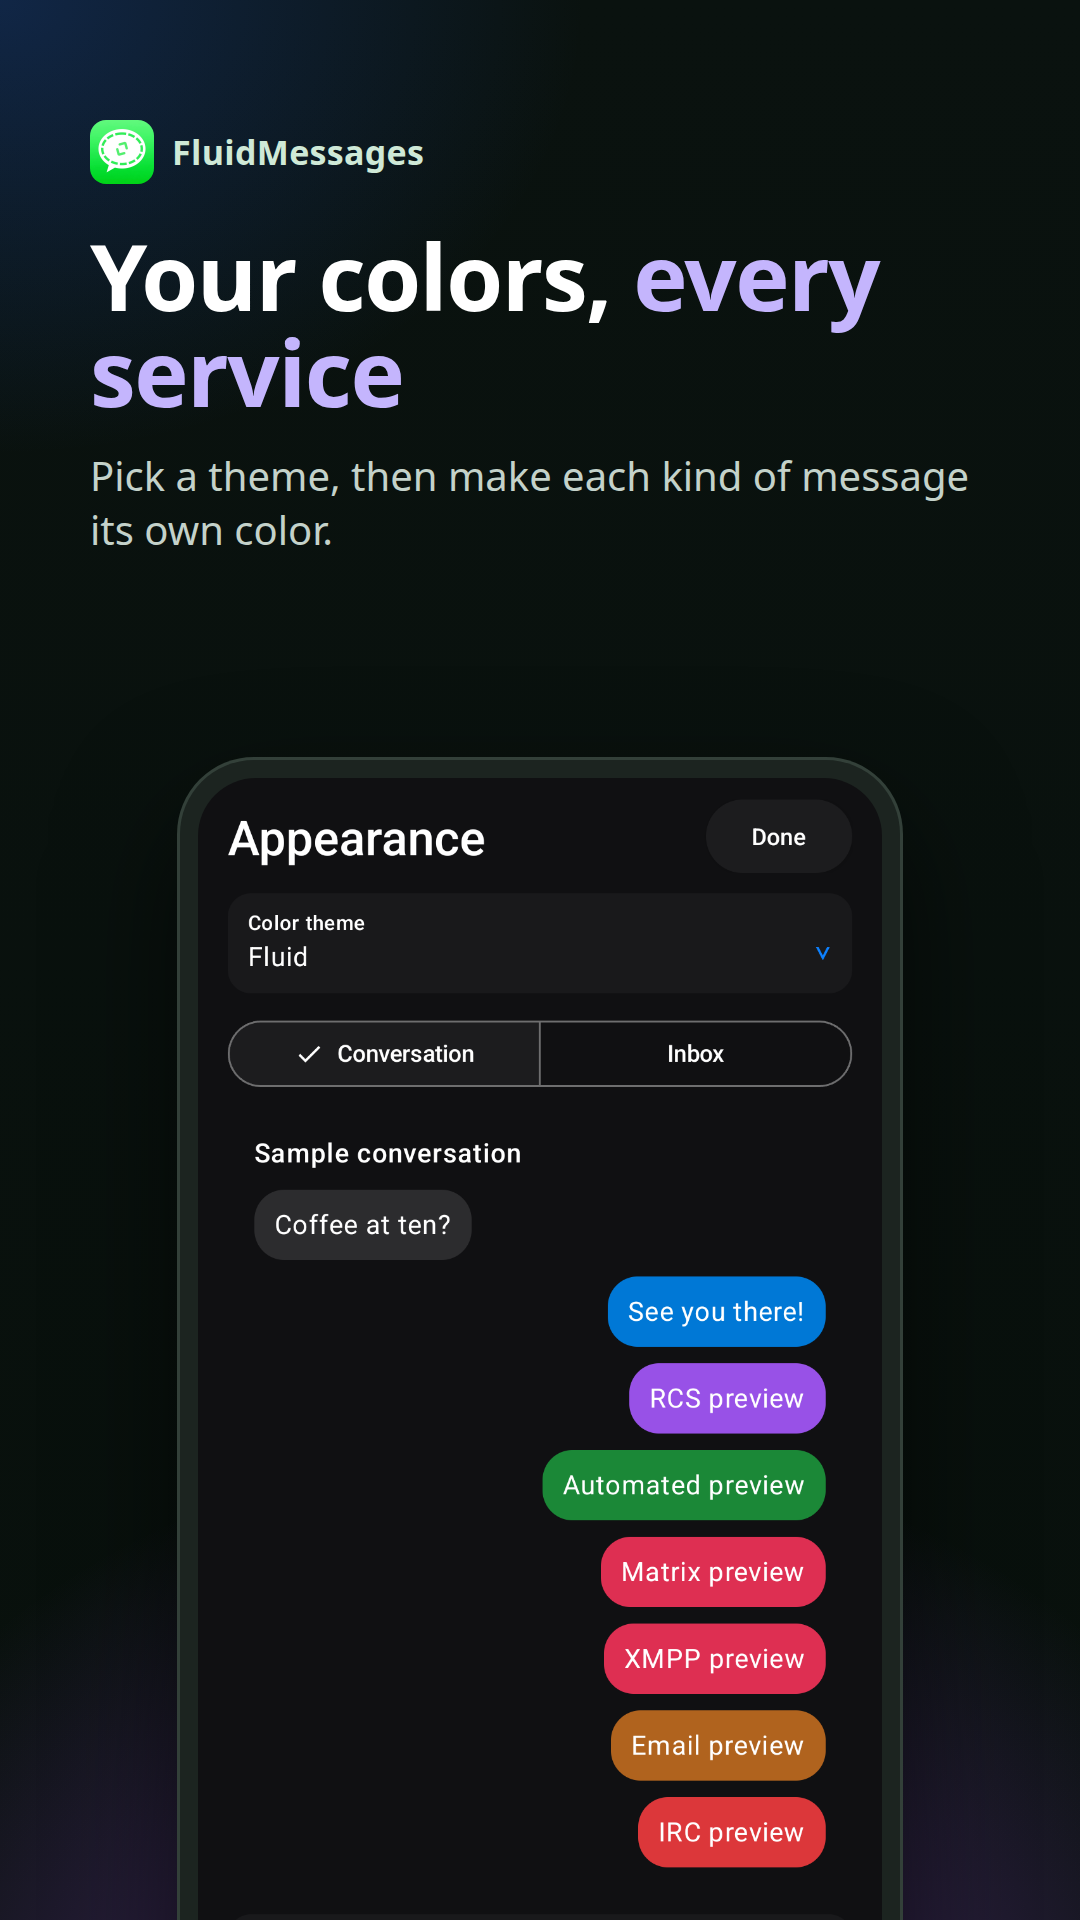 FluidMessages
Your colors, every
service
Pick a theme, then make each kind of message
its own color.
Appearance
Done
Color theme
Fluid
Conversation
Inbox
Sample conversation
Coffee at ten?
See you there!
RCS preview
Automated preview
Matrix preview
XMPP preview
Email preview
IRC preview